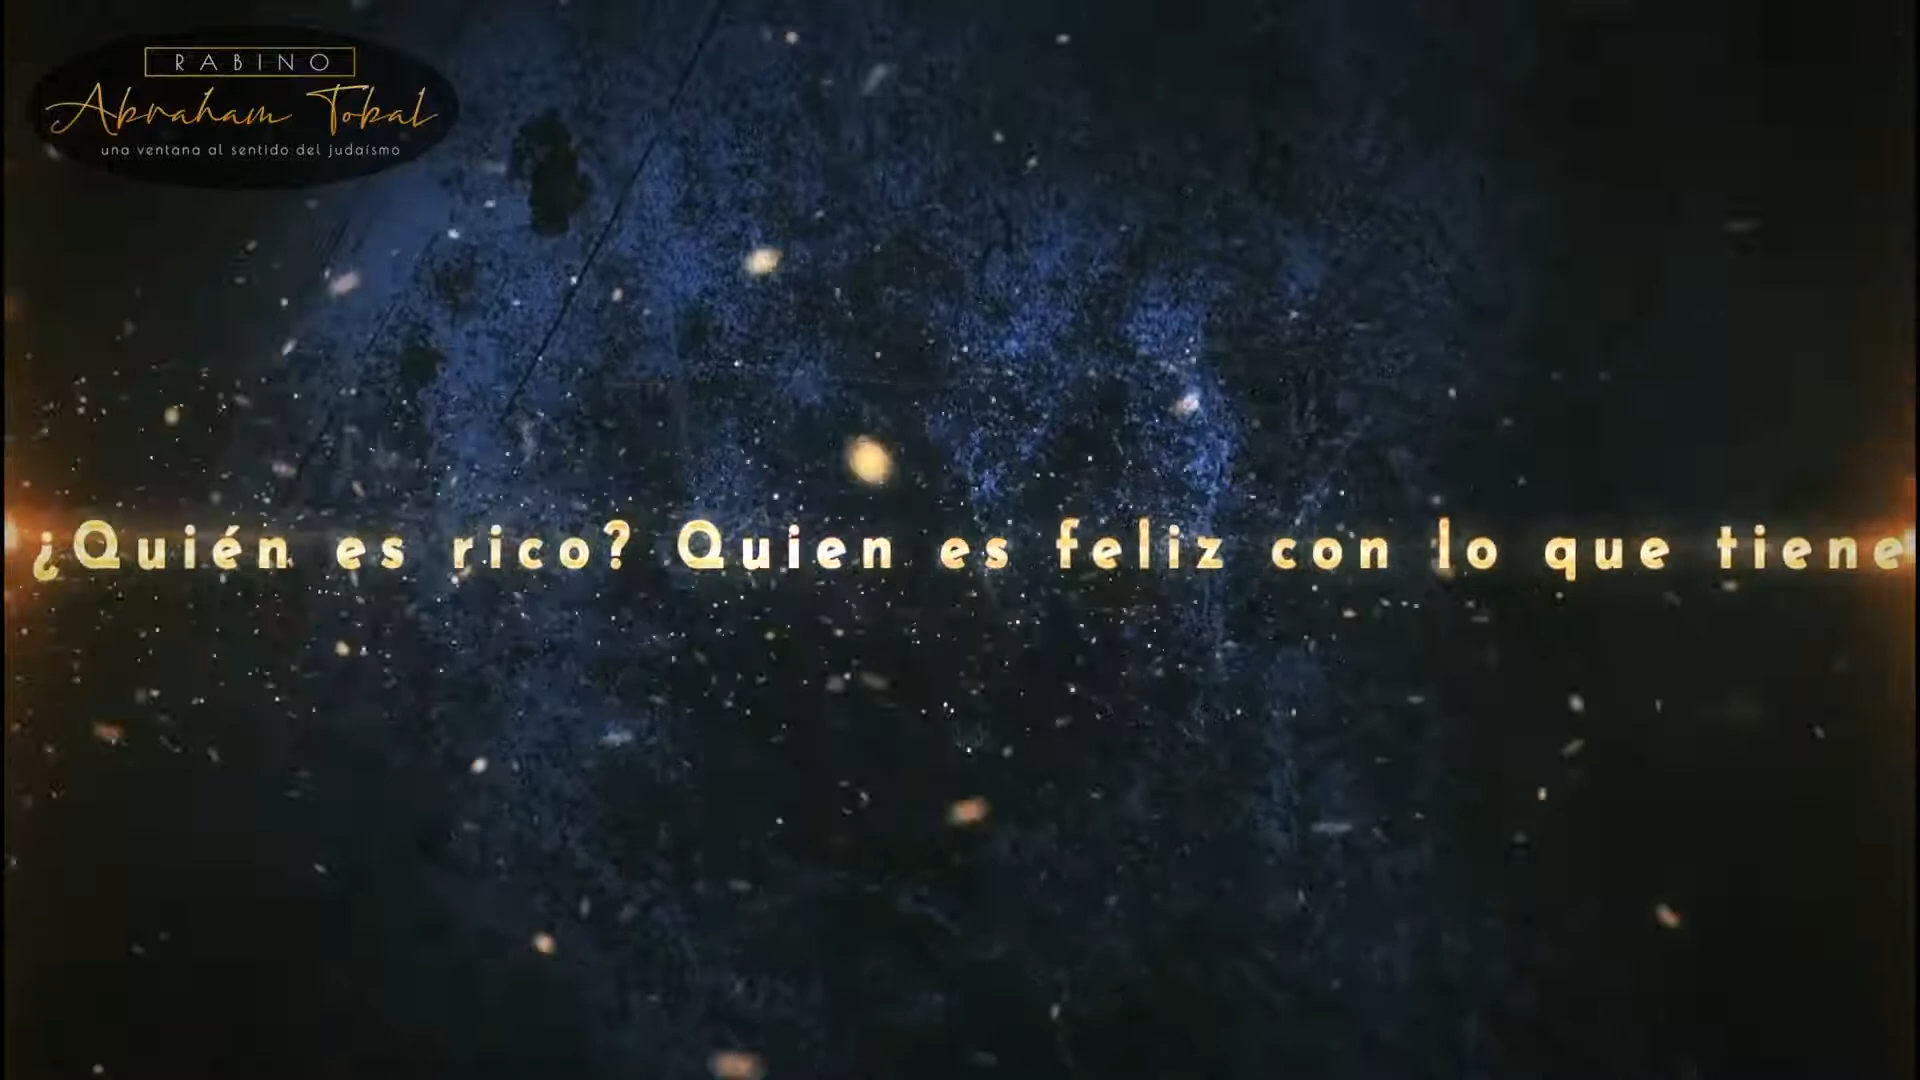 RABINO
Abraham Tobal
una ventana al sentido del judaísmo
¿Quién es rico? Quien es feliz con lo que tiene